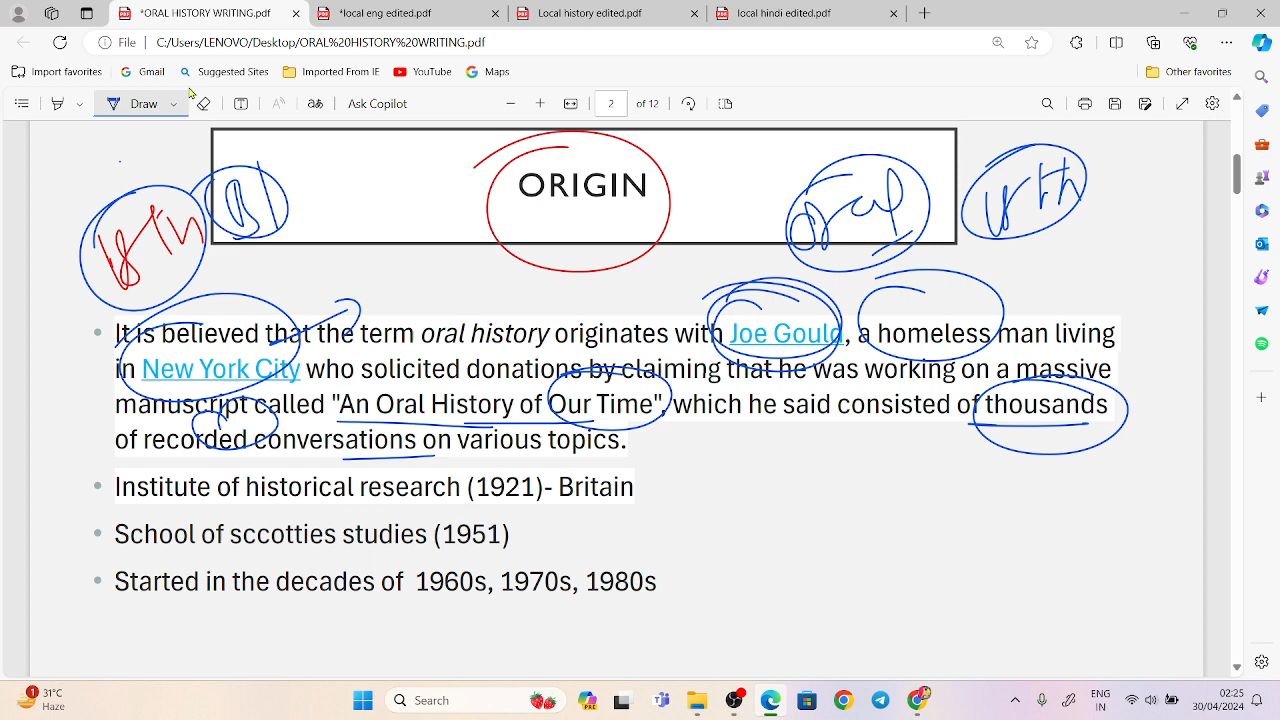 *ORAL HISTORY WRITING.pdf
*local eng edited.pdf
Local history edited.pdf
local hindi edited.pdf
File C:/Users/LENOVO/Desktop/ORAL%20HISTORY%20WRITING.pdf
Import favorites
Gmail
Suggested Sites
Imported From IE
YouTube
Maps
Other favorites
Draw
Ask Copilot
2 of 12
ORIGIN
oral
It is believed that the term oral history originates with Joe Gould, a homeless man living
in New York City who solicited donations by claiming that he was working on a massive
manuscript called "An Oral History of Our Time", which he said consisted of thousands
of recorded conversations on various topics.
Institute of historical research (1921)- Britain
School of sccotties studies (1951)
Started in the decades of 1960s, 1970s, 1980s
1
31°C
Haze
Search
PRE
ENG
IN
02:25
30/04/2024